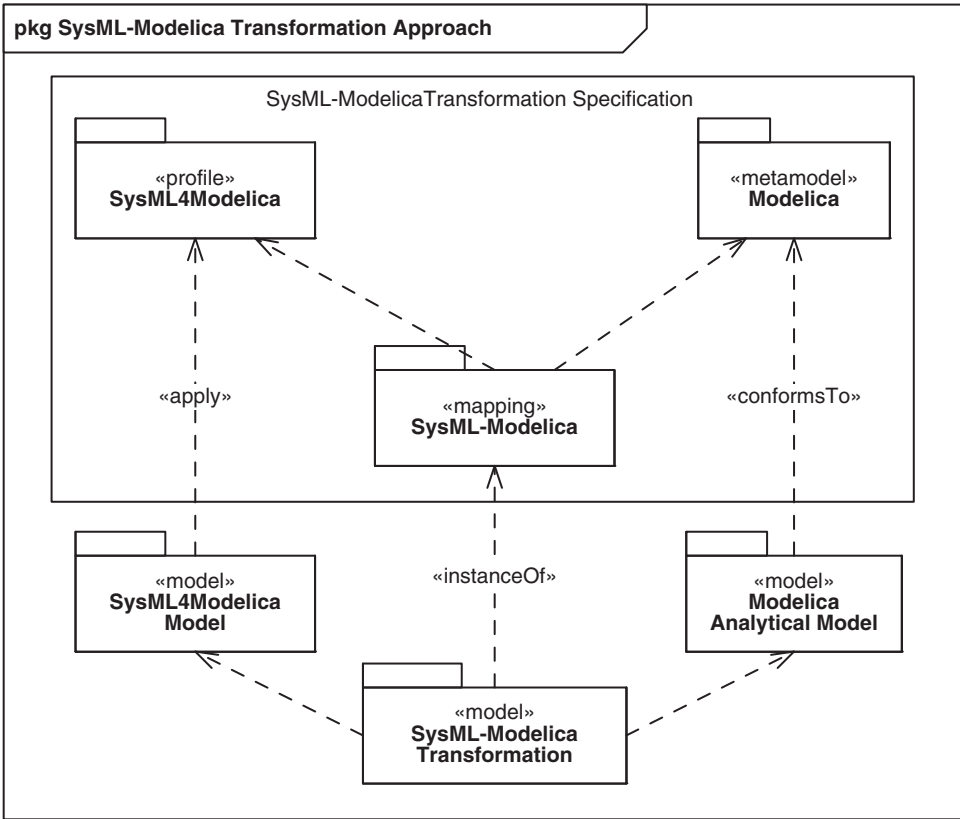 pkg SysML-Modelica Transformation Approach
SysML-ModelicaTransformation Specification
«profile»
SysML4Modelica
«metamodel»
Modelica
«apply»
«mapping»
SysML-Modelica
«conformsTo»
«model»
SysML4Modelica
Model
«instanceOf»
«model»
Modelica
Analytical Model
«model»
SysML-Modelica
Transformation